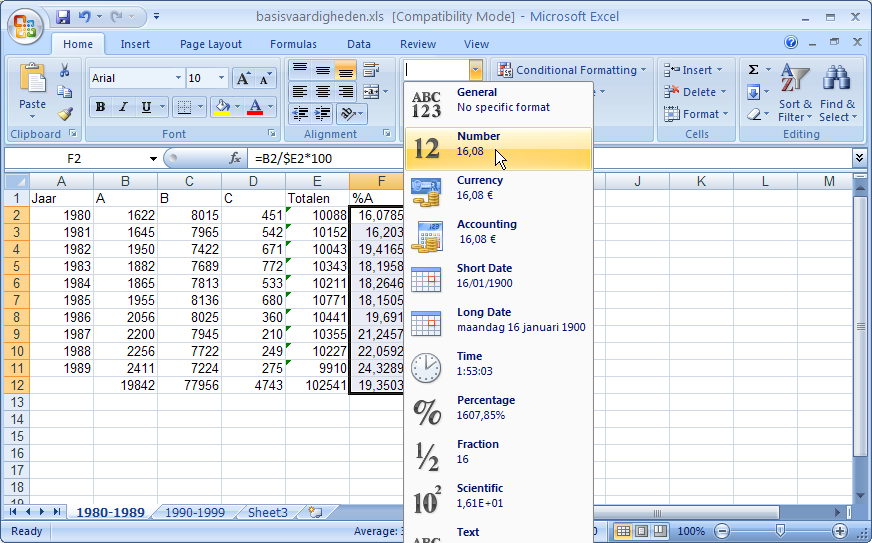 basisvaardigheden.xls [Compatibility Mode] - Microsoft Excel
Home Insert Page Layout Formulas Data Review View
Paste
Clipboard
Arial 10
B I U
Font
Alignment
Conditional Formatting
Insert
Delete
Format
Cells
Sort & Filter
Find & Select
Editing
F2 =B2/$E2*100
A B C D E F J K L M
1 Jaar A B C Totalen %A
2 1980 1622 8015 451 10088 16,0785
3 1981 1645 7965 542 10152 16,203
4 1982 1950 7422 671 10043 19,4165
5 1983 1882 7689 772 10343 18,1958
6 1984 1865 7813 533 10211 18,2646
7 1985 1955 8136 680 10771 18,1505
8 1986 2056 8025 360 10441 19,691
9 1987 2200 7945 210 10355 21,2457
10 1988 2256 7722 249 10227 22,0592
11 1989 2411 7224 275 9910 24,3289
12 19842 77956 4743 102541 19,3503
13
14
15
16
17
18
ABC 123 General
No specific format
12 Number
16,08
Currency
16,08 €
Accounting
16,08 €
Short Date
16/01/1900
Long Date
maandag 16 januari 1900
Time
1:53:03
% Percentage
1607,85%
½ Fraction
16
10² Scientific
1,61E+01
ABC Text
1980-1989 1990-1999 Sheet3
Ready Average: 100%